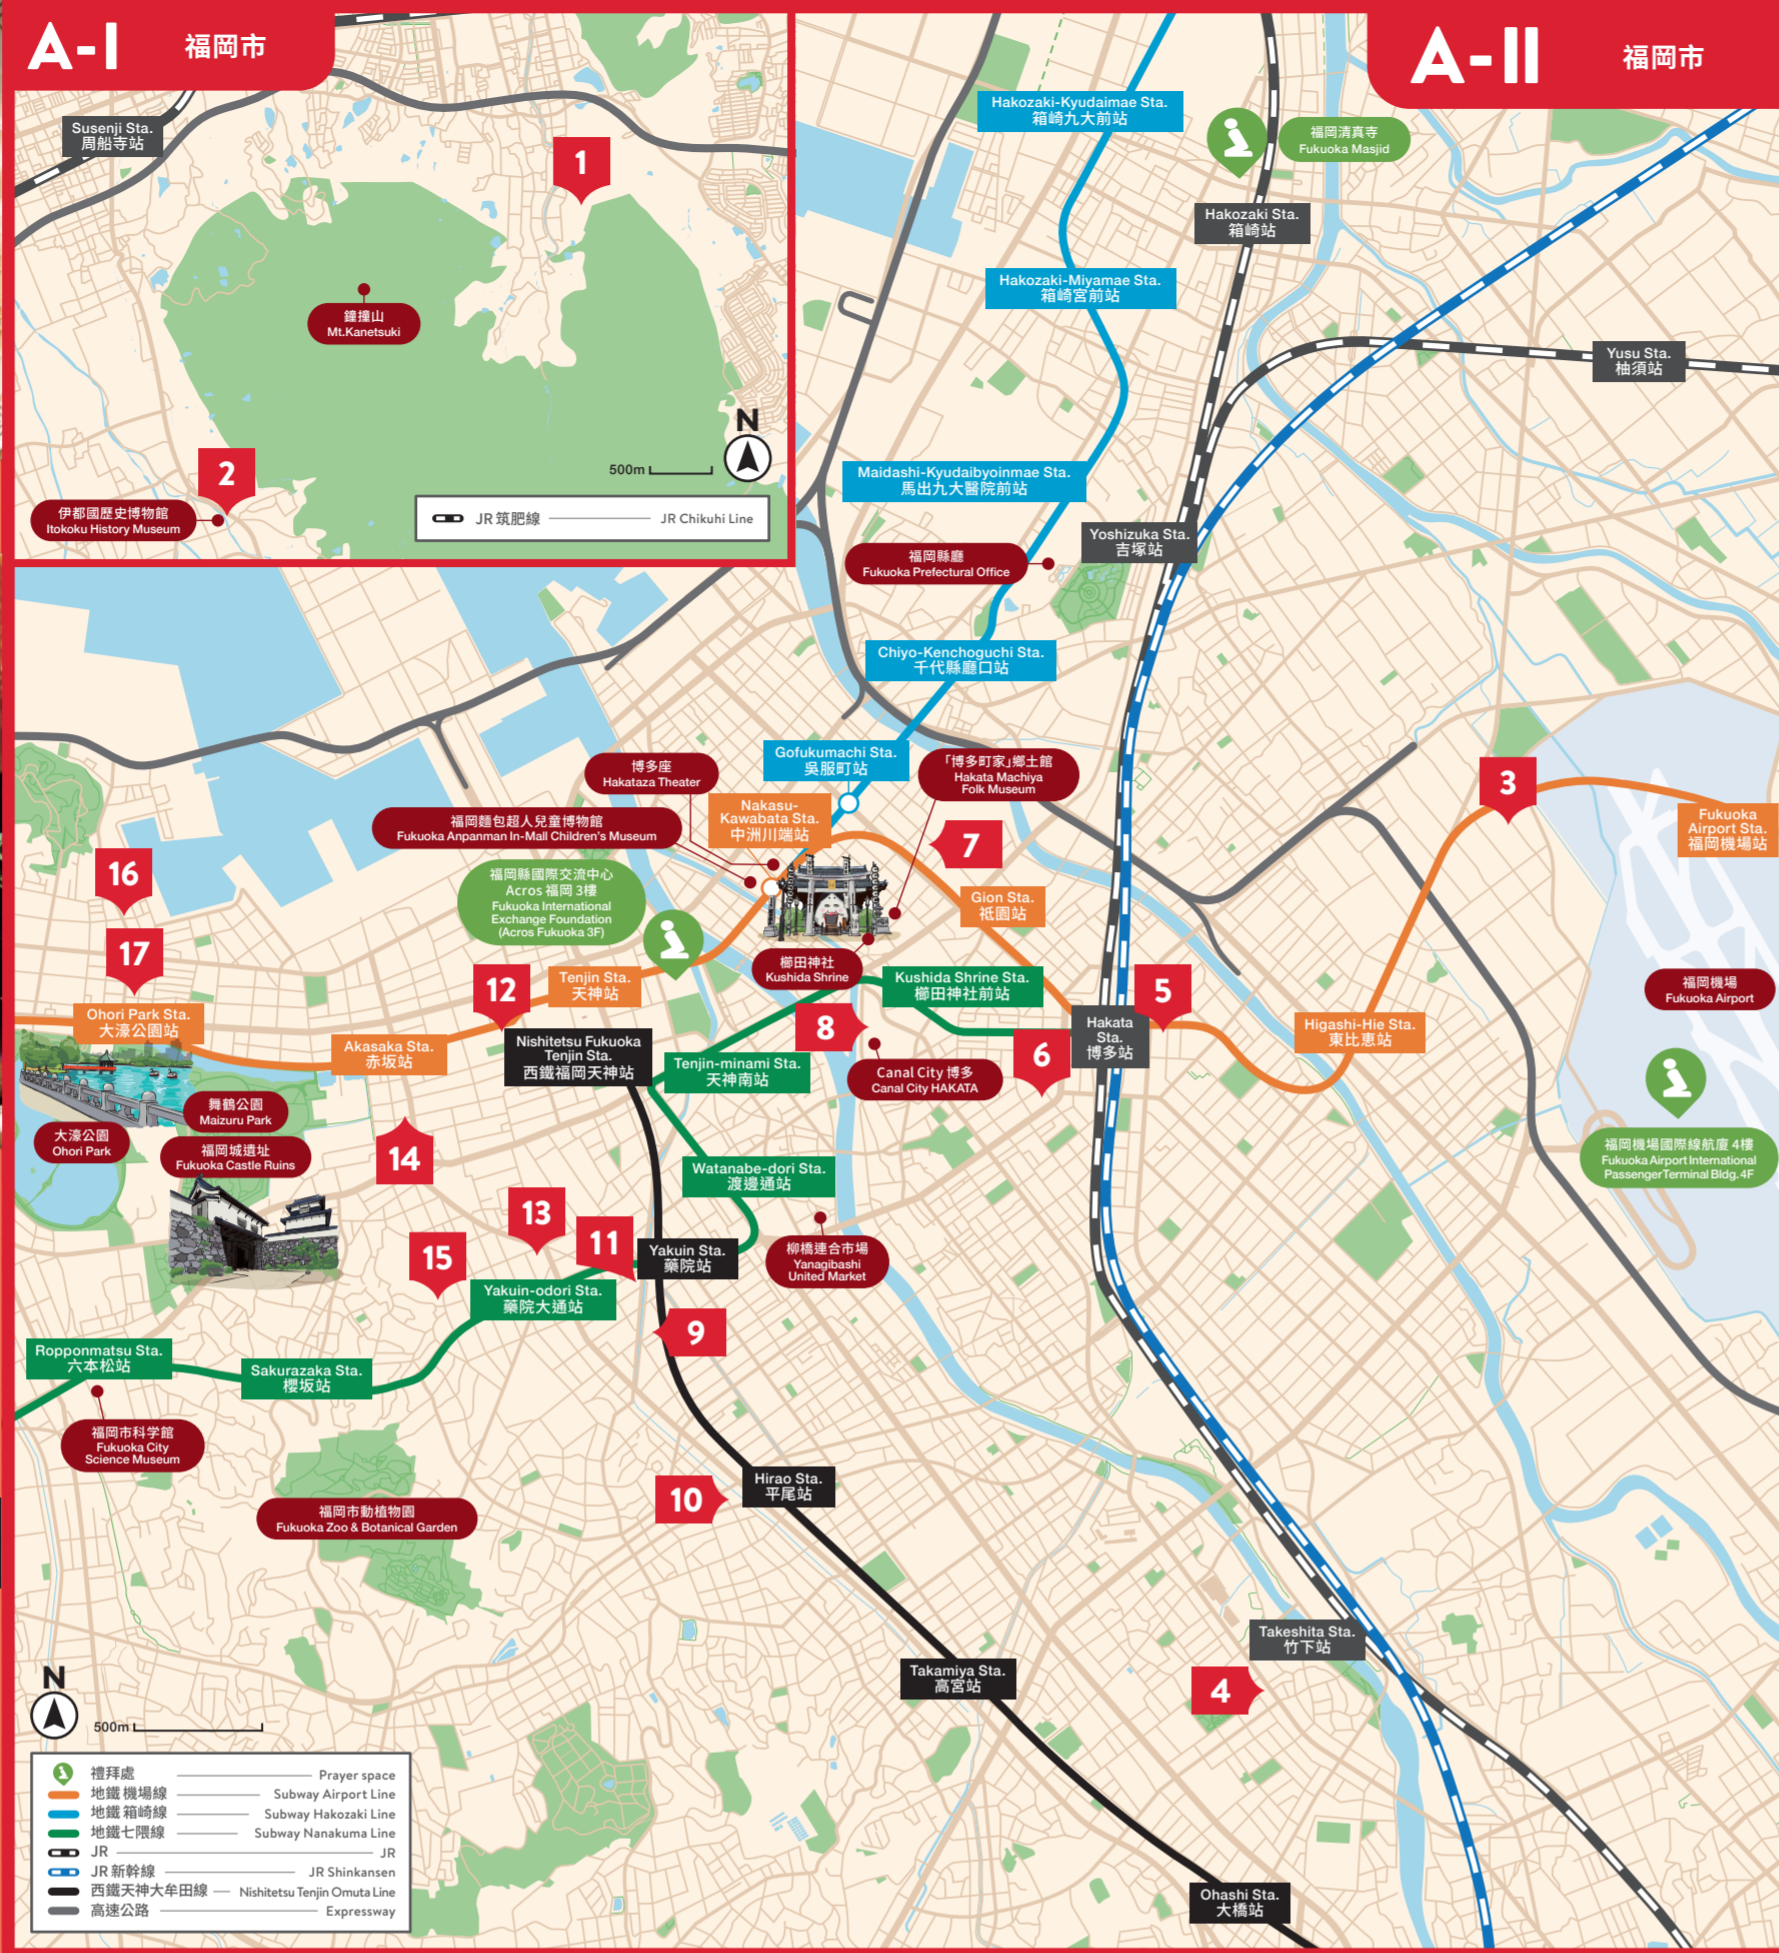 A-I 福岡市
Susenji Sta.
周船寺站
1
鐘撞山
Mt.Kanetsuki
2
伊都國歷史博物館
Itokoku History Museum
N
500m
JR 筑肥線 JR Chikuhi Line
A-II 福岡市
Hakozaki-Kyudaimae Sta.
箱崎九大前站
福岡清真寺
Fukuoka Masjid
Hakozaki Sta.
箱崎站
Hakozaki-Miyamae Sta.
箱崎宮前站
Yusu Sta.
柚須站
Maidashi-Kyudaibyoinmae Sta.
馬出九大醫院前站
Yoshizuka Sta.
吉塚站
福岡縣廳
Fukuoka Prefectural Office
Chiyo-Kenchoguchi Sta.
千代縣廳口站
Gofukumachi Sta.
吳服町站
博多座
Hakataza Theater
「博多町家」鄉土館
Hakata Machiya
Folk Museum
3
Nakasu-
Kawabata Sta.
中洲川端站
福岡麵包超人兒童博物館
Fukuoka Anpanman In-Mall Children's Museum
Fukuoka
Airport Sta.
福岡機場站
7
16
福岡縣國際交流中心
Acros 福岡 3樓
Fukuoka International
Exchange Foundation
(Acros Fukuoka 3F)
Gion Sta.
祗園站
17
櫛田神社
Kushida Shrine
Kushida Shrine Sta.
櫛田神社前站
Tenjin Sta.
天神站
12
5
福岡機場
Fukuoka Airport
Ohori Park Sta.
大濠公園站
8
Hakata
Sta.
博多站
Higashi-Hie Sta.
東比恵站
Akasaka Sta.
赤坂站
Nishitetsu Fukuoka
Tenjin Sta.
西鐵福岡天神站
Tenjin-minami Sta.
天神南站
6
Canal City 博多
Canal City HAKATA
舞鶴公園
Maizuru Park
大濠公園
Ohori Park
福岡城遺址
Fukuoka Castle Ruins
14
福岡機場國際線航廈 4樓
Fukuoka Airport International
Passenger Terminal Bldg. 4F
Watanabe-dori Sta.
渡邊通站
13
11
15
Yakuin Sta.
藥院站
柳橋連合市場
Yanagibashi
United Market
Yakuin-odori Sta.
藥院大通站
9
Ropponmatsu Sta.
六本松站
Sakurazaka Sta.
櫻坂站
福岡市科学館
Fukuoka City
Science Museum
10
Hirao Sta.
平尾站
福岡市動植物園
Fukuoka Zoo & Botanical Garden
Takeshita Sta.
竹下站
Takamiya Sta.
高宮站
4
N
500m
Ohashi Sta.
大橋站
禮拜處 Prayer space
地鐵 機場線 Subway Airport Line
地鐵 箱崎線 Subway Hakozaki Line
地鐵七隈線 Subway Nanakuma Line
JR JR
JR 新幹線 JR Shinkansen
西鐵天神大牟田線 Nishitetsu Tenjin Omuta Line
高速公路 Expressway